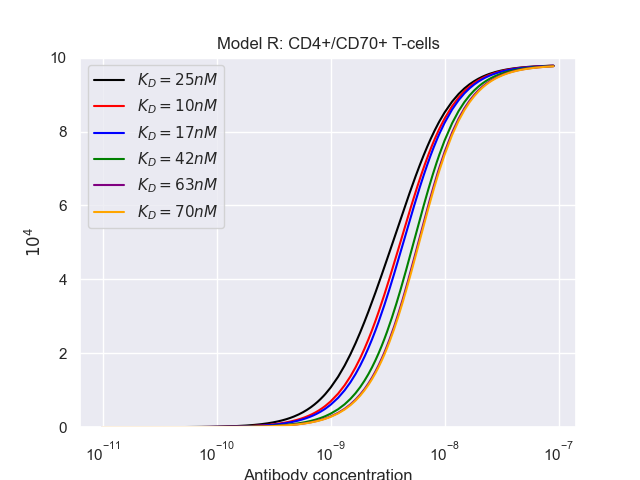 Model R: CD4+/CD70+ T-cells
10
8
6
4
2
0
10⁴
K_D = 25nM
K_D = 10nM
K_D = 17nM
K_D = 42nM
K_D = 63nM
K_D = 70nM
10⁻¹¹ 10⁻¹⁰ 10⁻⁹ 10⁻⁸ 10⁻⁷
Antibody concentration